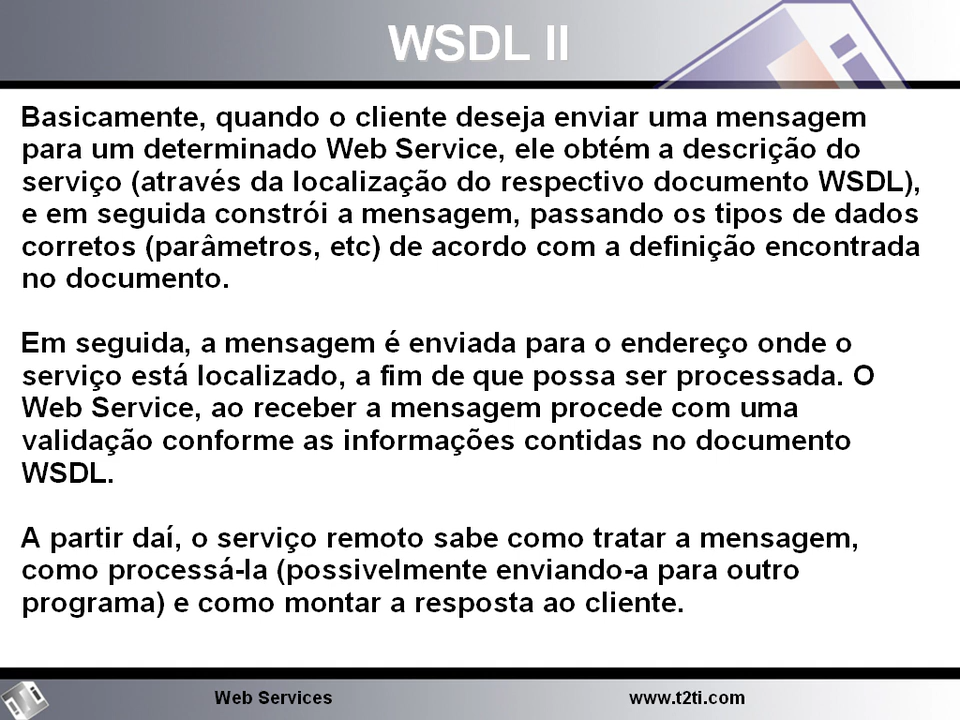 WSDL II
Basicamente, quando o cliente deseja enviar uma mensagem
para um determinado Web Service, ele obtém a descrição do
serviço (através da localização do respectivo documento WSDL),
e em seguida constrói a mensagem, passando os tipos de dados
corretos (parâmetros, etc) de acordo com a definição encontrada
no documento.
Em seguida, a mensagem é enviada para o endereço onde o
serviço está localizado, a fim de que possa ser processada. O
Web Service, ao receber a mensagem procede com uma
validação conforme as informações contidas no documento
WSDL.
A partir daí, o serviço remoto sabe como tratar a mensagem,
como processá-la (possivelmente enviando-a para outro
programa) e como montar a resposta ao cliente.
Web Services
www.t2ti.com